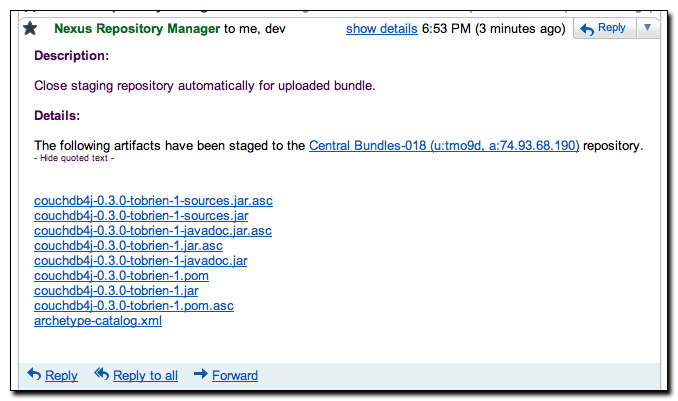 Nexus Repository Manager to me, dev show details 6:53 PM (3 minutes ago) Reply
Description:
Close staging repository automatically for uploaded bundle.
Details:
The following artifacts have been staged to the Central Bundles-018 (u:tmo9d, a:74.93.68.190) repository.
- Hide quoted text -
couchdb4j-0.3.0-tobrien-1-sources.jar.asc
couchdb4j-0.3.0-tobrien-1-sources.jar
couchdb4j-0.3.0-tobrien-1-javadoc.jar.asc
couchdb4j-0.3.0-tobrien-1.jar.asc
couchdb4j-0.3.0-tobrien-1-javadoc.jar
couchdb4j-0.3.0-tobrien-1.pom
couchdb4j-0.3.0-tobrien-1.jar
couchdb4j-0.3.0-tobrien-1.pom.asc
archetype-catalog.xml
Reply Reply to all Forward